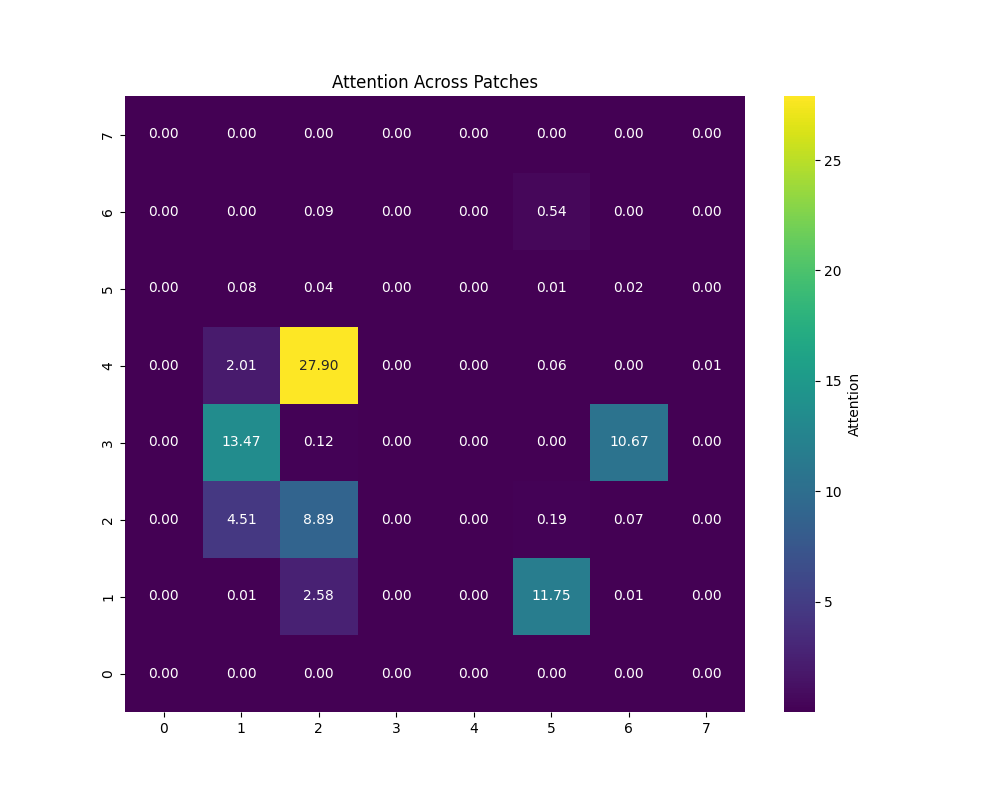 Attention Across Patches
7 0.00 0.00 0.00 0.00 0.00 0.00 0.00 0.00
6 0.00 0.00 0.09 0.00 0.00 0.54 0.00 0.00
5 0.00 0.08 0.04 0.00 0.00 0.01 0.02 0.00
4 0.00 2.01 27.90 0.00 0.00 0.06 0.00 0.01
3 0.00 13.47 0.12 0.00 0.00 0.00 10.67 0.00
2 0.00 4.51 8.89 0.00 0.00 0.19 0.07 0.00
1 0.00 0.01 2.58 0.00 0.00 11.75 0.01 0.00
0 0.00 0.00 0.00 0.00 0.00 0.00 0.00 0.00
0 1 2 3 4 5 6 7
25
20
15
10
5
Attention